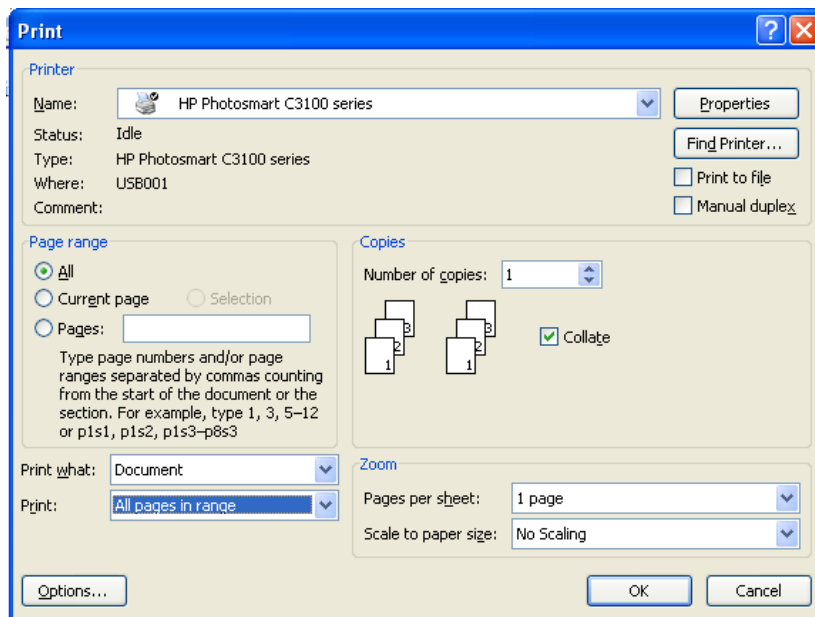 Print
Printer
Name: HP Photosmart C3100 series Properties
Status: Idle Find Printer...
Type: HP Photosmart C3100 series
Where: USB001 Print to file
Comment: Manual duplex
Page range
All
Current page Selection
Pages:
Type page numbers and/or page
ranges separated by commas counting
from the start of the document or the
section. For example, type 1, 3, 5–12
or p1s1, p1s2, p1s3–p8s3
Copies
Number of copies: 1
3 3
2 2
1 1
Collate
Print what: Document
Print: All pages in range
Zoom
Pages per sheet: 1 page
Scale to paper size: No Scaling
Options... OK Cancel